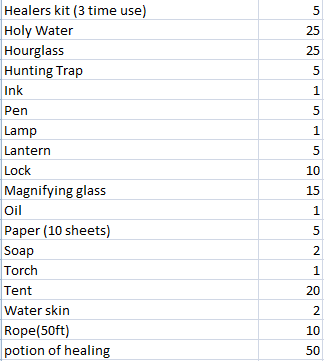 Healers kit (3 time use) 5
Holy Water 25
Hourglass 25
Hunting Trap 5
Ink 1
Pen 5
Lamp 1
Lantern 5
Lock 10
Magnifying glass 15
Oil 1
Paper (10 sheets) 5
Soap 2
Torch 1
Tent 20
Water skin 2
Rope(50ft) 10
potion of healing 50